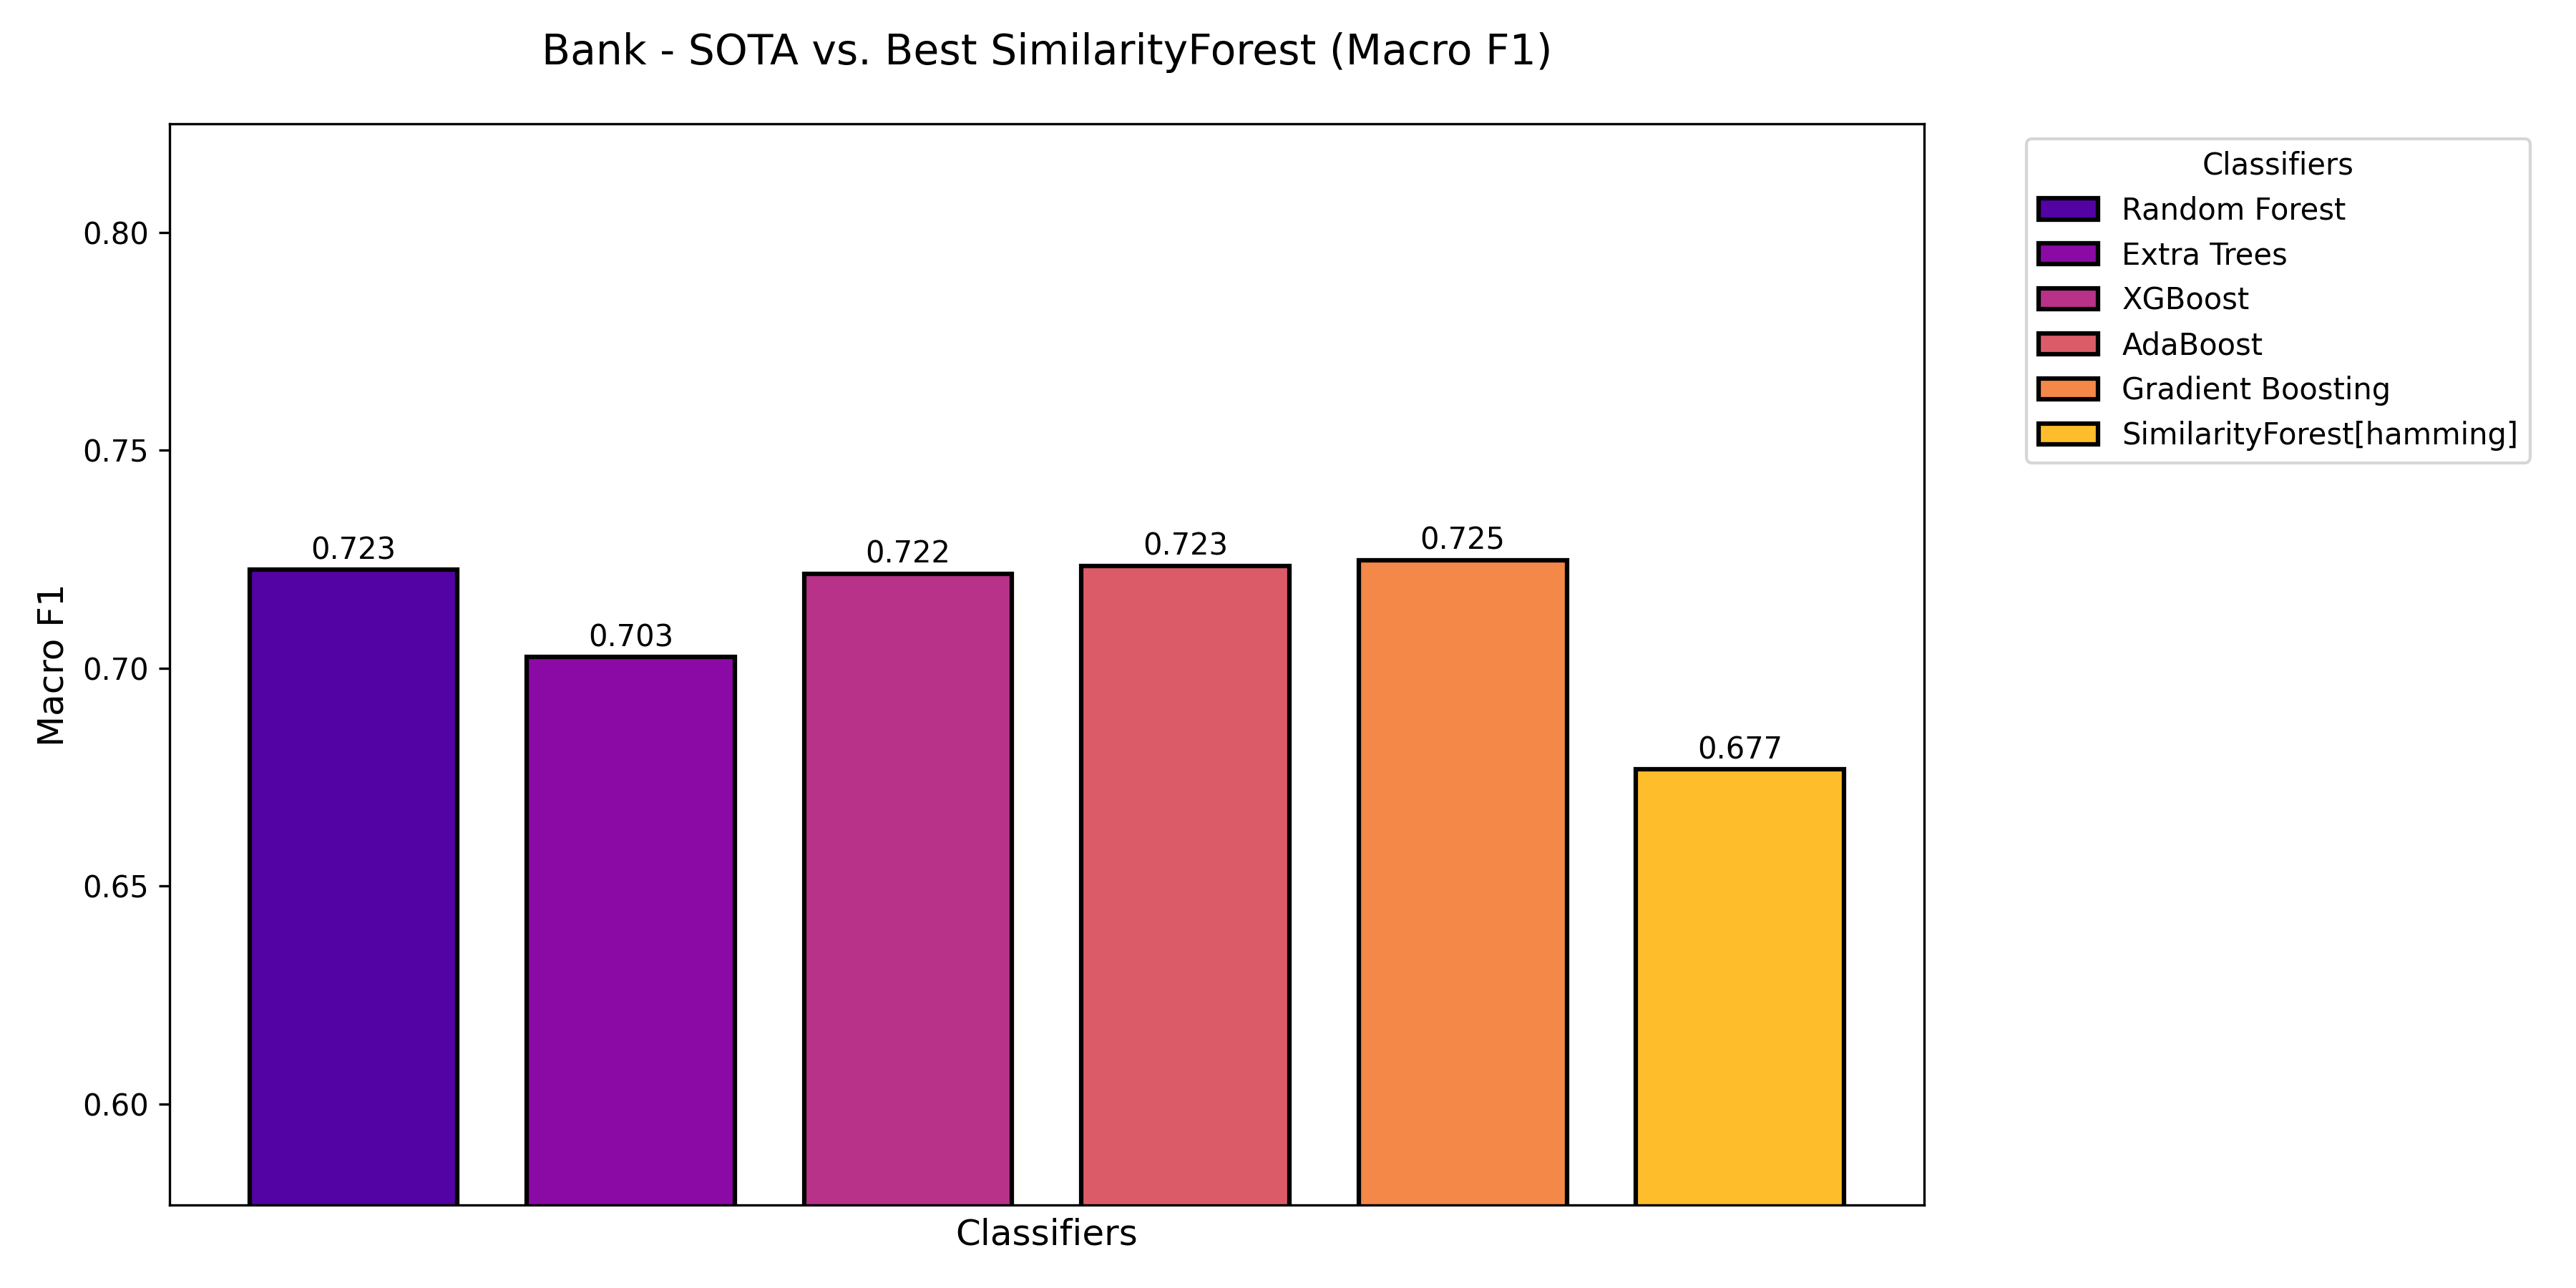 Bank - SOTA vs. Best SimilarityForest (Macro F1)
Macro F1
0.80
0.75
0.70
0.65
0.60
0.723
0.703
0.722
0.723
0.725
0.677
Classifiers
Classifiers
Random Forest
Extra Trees
XGBoost
AdaBoost
Gradient Boosting
SimilarityForest[hamming]